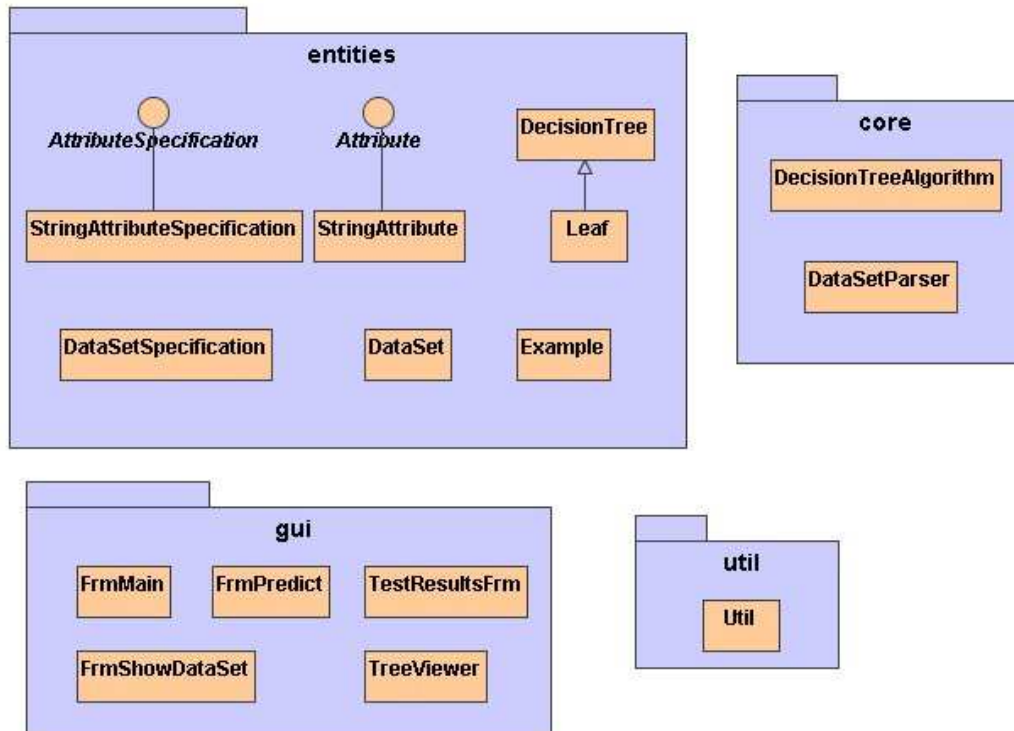 entities
AttributeSpecification
Attribute
DecisionTree
StringAttributeSpecification
StringAttribute
Leaf
DataSetSpecification
DataSet
Example
core
DecisionTreeAlgorithm
DataSetParser
gui
FrmMain
FrmPredict
TestResultsFrm
FrmShowDataSet
TreeViewer
util
Util